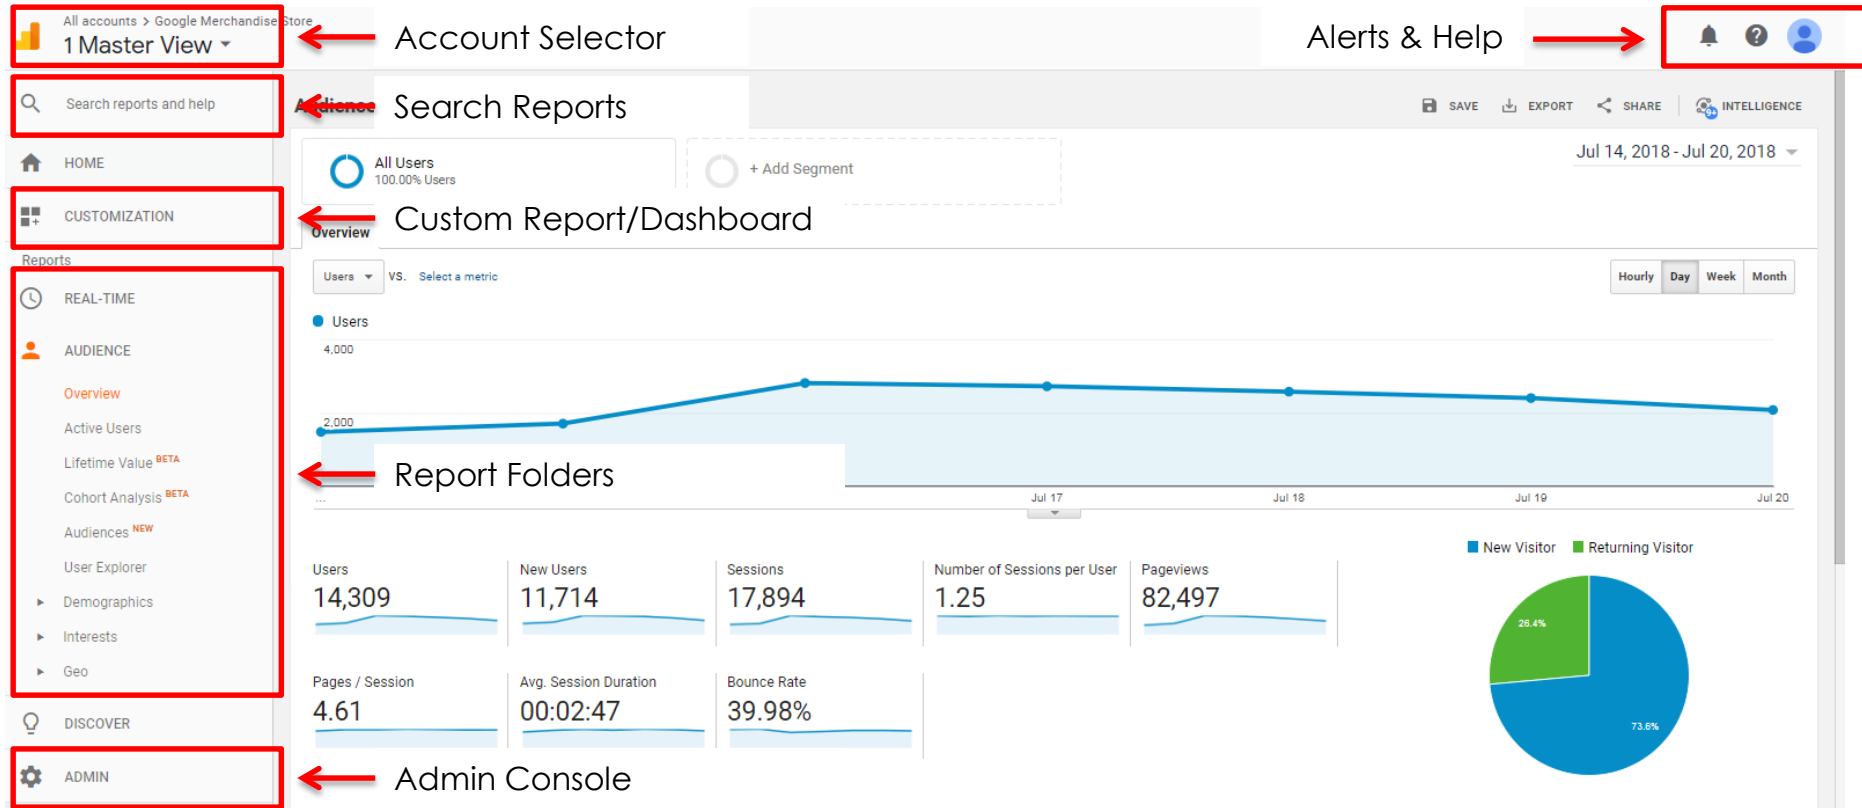 All accounts > Google Merchandise Store
1 Master View
Account Selector
Alerts & Help
Search reports and help
Audience
Search Reports
SAVE
EXPORT
SHARE
INTELLIGENCE
HOME
All Users
100.00% Users
+ Add Segment
Jul 14, 2018 - Jul 20, 2018
CUSTOMIZATION
Custom Report/Dashboard
Overview
Reports
Users
VS.
Select a metric
Hourly
Day
Week
Month
REAL-TIME
Users
AUDIENCE
4,000
Overview
Active Users
2,000
Lifetime Value BETA
Report Folders
Cohort Analysis BETA
...
Jul 17
Jul 18
Jul 19
Jul 20
Audiences NEW
User Explorer
New Visitor
Returning Visitor
Demographics
Interests
Geo
Users
14,309
New Users
11,714
Sessions
17,894
Number of Sessions per User
1.25
Pageviews
82,497
26.4%
73.6%
Pages / Session
4.61
Avg. Session Duration
00:02:47
Bounce Rate
39.98%
DISCOVER
ADMIN
Admin Console